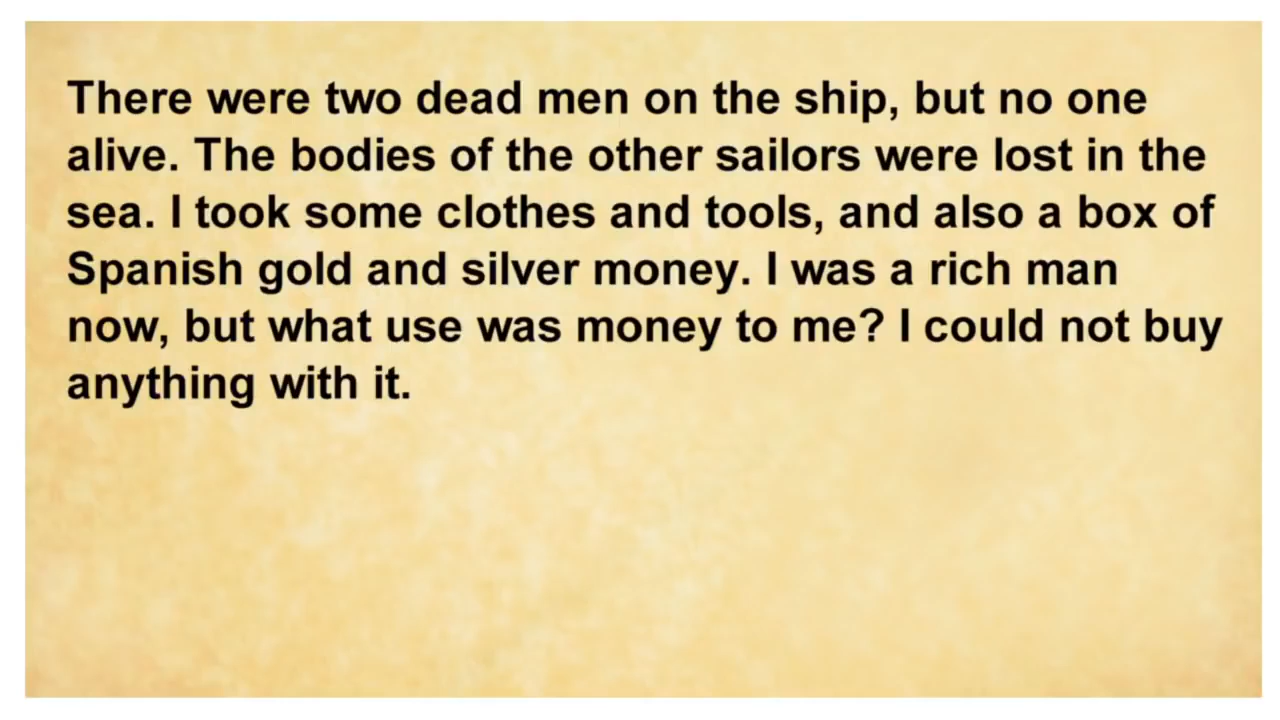 There were two dead men on the ship, but no one
alive. The bodies of the other sailors were lost in the
sea. I took some clothes and tools, and also a box of
Spanish gold and silver money. I was a rich man
now, but what use was money to me? I could not buy
anything with it.